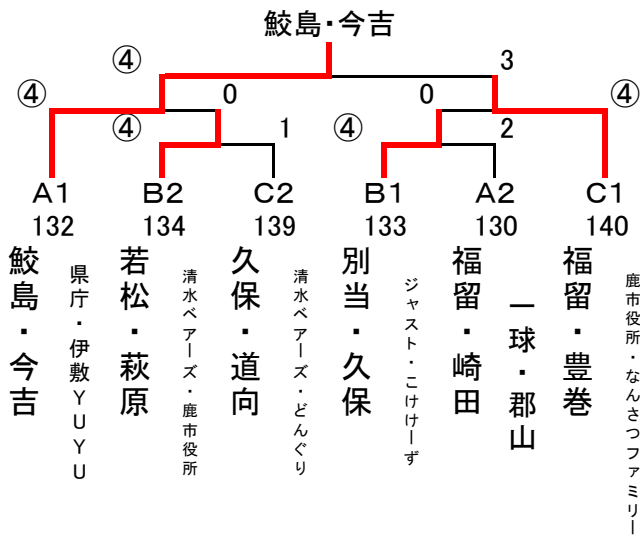 鮫島・今吉
④ 3
④ 0 0 ④
④ 1 ④ 2
A1 B2 C2 B1 A2 C1
132 134 139 133 130 140
鮫島・今吉
県庁・伊敷YUYU
若松・萩原
清水ベアーズ・鹿市役所
久保・道向
清水ベアーズ・どんぐり
別当・久保
ジャスト・こけけーず
福留・崎田
一球・郡山
福留・豊巻
鹿市役所・なんさつファミリー